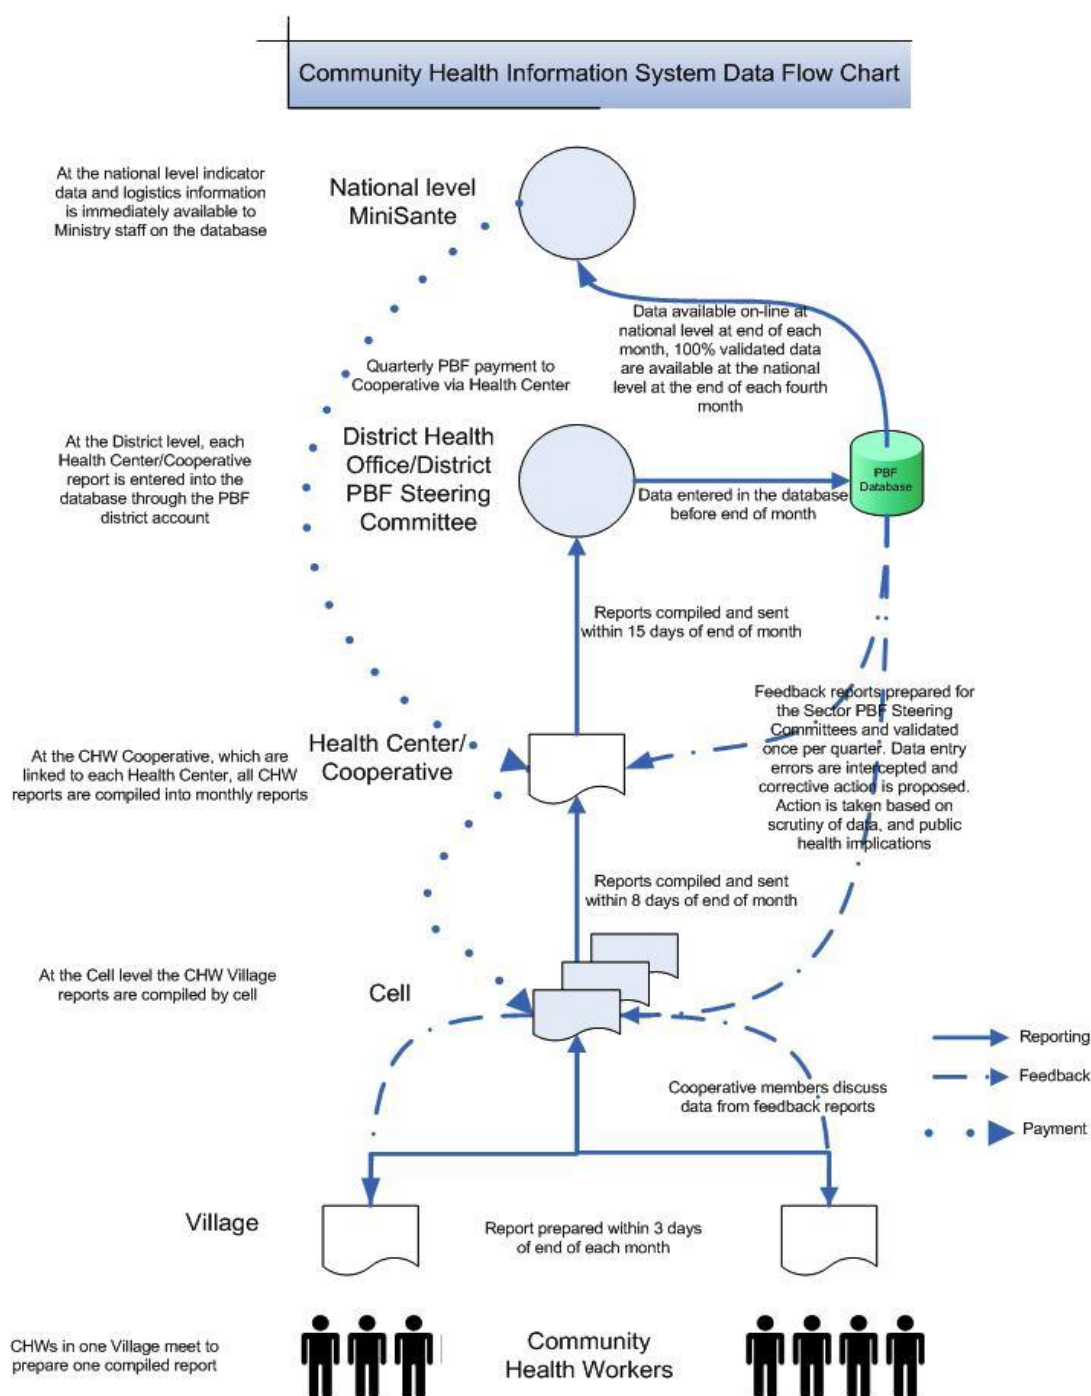 Community Health Information System Data Flow Chart
At the national level indicator
data and logistics information
is immediately available to
Ministry staff on the database
National level
MiniSante
Data available on-line at
national level at end of each
month, 100% validated data
are available at the national
level at the end of each fourth
month
Quarterly PBF payment to
Cooperative via Health Center
At the District level, each
Health Center/Cooperative
report is entered into the
database through the PBF
district account
District Health
Office/District
PBF Steering
Committee
Data entered in the database
before end of month
PBF
Database
Reports compiled and sent
within 15 days of end of month
Feedback reports prepared for
the Sector PBF Steering
Committees and validated
once per quarter. Data entry
errors are intercepted and
corrective action is proposed.
Action is taken based on
scrutiny of data, and public
health implications
At the CHW Cooperative, which are
linked to each Health Center, all CHW
reports are compiled into monthly reports
Health Center/
Cooperative
Reports compiled and sent
within 8 days of end of month
At the Cell level the CHW Village
reports are compiled by cell
Cell
Reporting
Feedback
Payment
Cooperative members discuss
data from feedback reports
Village
Report prepared within 3 days
of end of each month
CHWs in one Village meet to
prepare one compiled report
Community
Health Workers